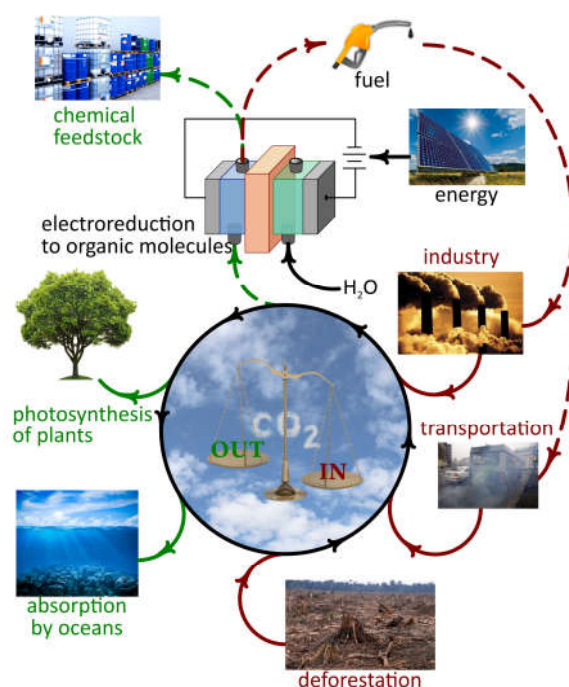 fuel
chemical
feedstock
energy
electroreduction
to organic molecules
H₂O
industry
CO₂
OUT
IN
photosynthesis
of plants
transportation
absorption
by oceans
deforestation